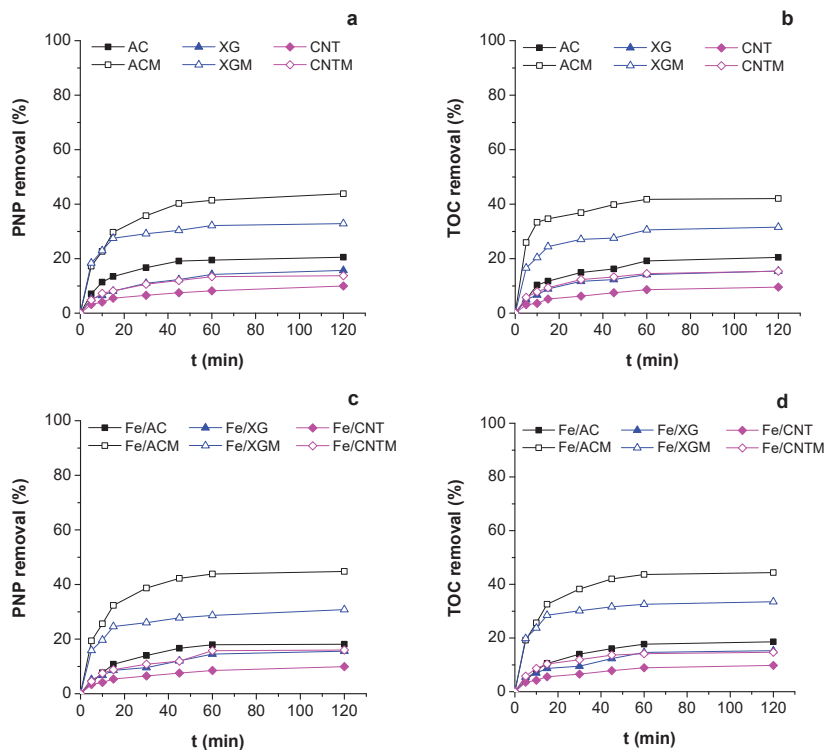 a
b
AC XG CNT
ACM XGM CNTM
AC XG CNT
ACM XGM CNTM
PNP removal (%)
100
80
60
40
20
0
0 20 40 60 80 100 120
t (min)
TOC removal (%)
100
80
60
40
20
0
0 20 40 60 80 100 120
t (min)
c
d
Fe/AC Fe/XG Fe/CNT
Fe/ACM Fe/XGM Fe/CNTM
Fe/AC Fe/XG Fe/CNT
Fe/ACM Fe/XGM Fe/CNTM
PNP removal (%)
100
80
60
40
20
0
0 20 40 60 80 100 120
t (min)
TOC removal (%)
100
80
60
40
20
0
0 20 40 60 80 100 120
t (min)